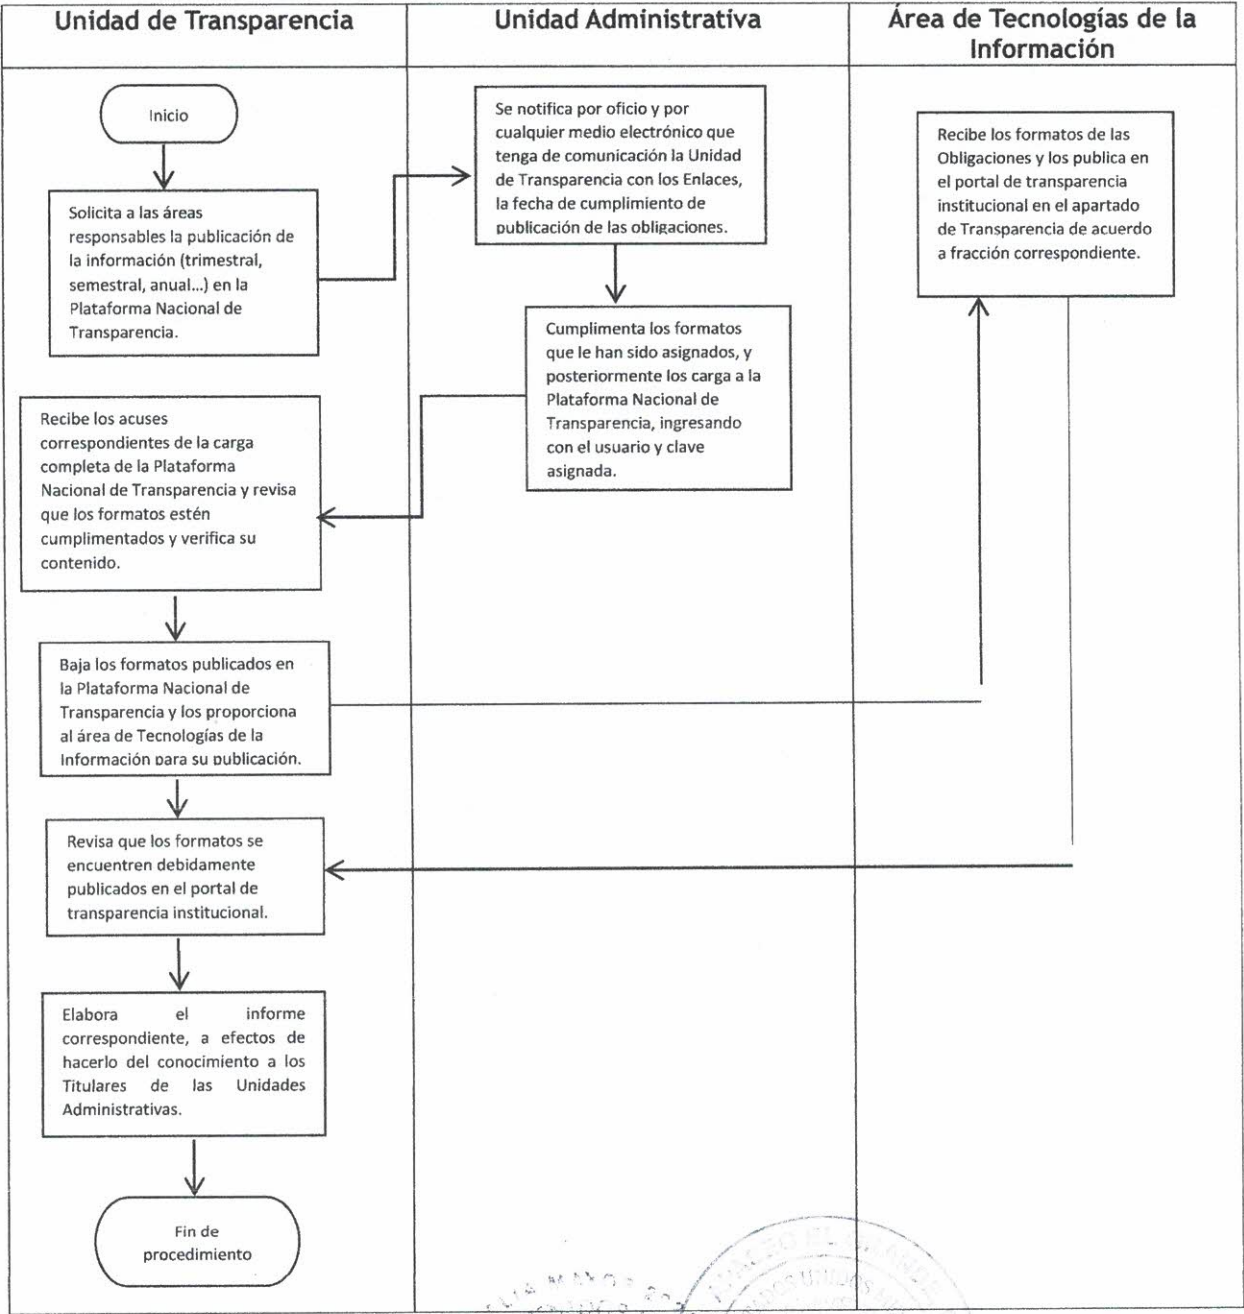 Unidad de Transparencia
Unidad Administrativa
Área de Tecnologías de la
Información
Inicio
Solicita a las áreas
responsables la publicación de
la información (trimestral,
semestral, anual...) en la
Plataforma Nacional de
Transparencia.
Se notifica por oficio y por
cualquier medio electrónico que
tenga de comunicación la Unidad
de Transparencia con los Enlaces,
la fecha de cumplimiento de
publicación de las obligaciones.
Cumplimenta los formatos
que le han sido asignados, y
posteriormente los carga a la
Plataforma Nacional de
Transparencia, ingresando
con el usuario y clave
asignada.
Recibe los acuses
correspondientes de la carga
completa de la Plataforma
Nacional de Transparencia y revisa
que los formatos estén
cumplimentados y verifica su
contenido.
Baja los formatos publicados en
la Plataforma Nacional de
Transparencia y los proporciona
al área de Tecnologías de la
Información para su publicación.
Recibe los formatos de las
Obligaciones y los publica en
el portal de transparencia
institucional en el apartado
de Transparencia de acuerdo
a fracción correspondiente.
Revisa que los formatos se
encuentren debidamente
publicados en el portal de
transparencia institucional.
Elabora el informe
correspondiente, a efectos de
hacerlo del conocimiento a los
Titulares de las Unidades
Administrativas.
Fin de
procedimiento
EL GRANDE
UNIDOS